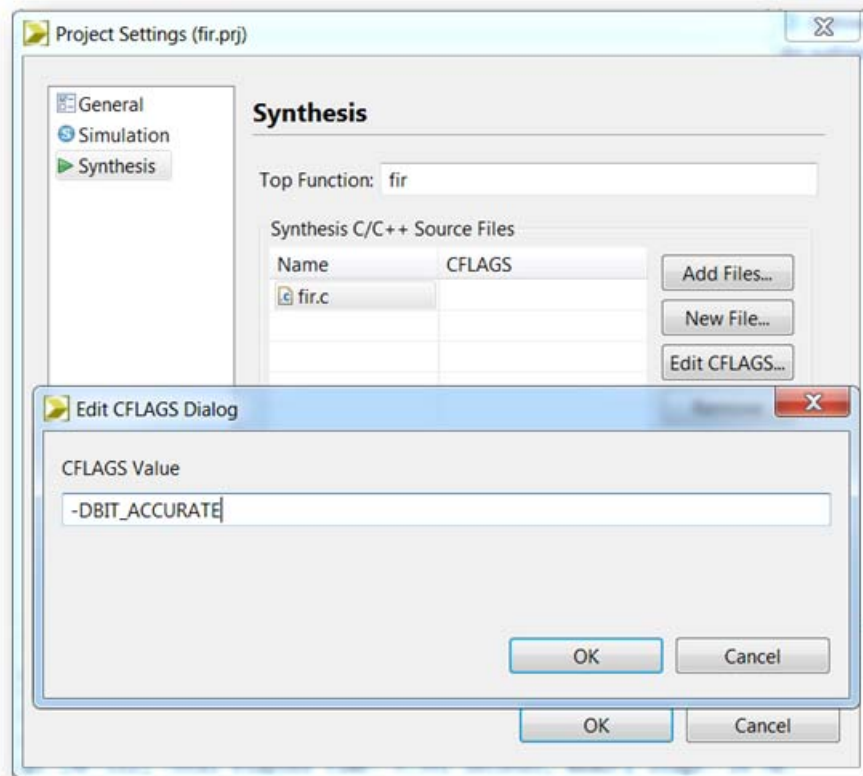 Project Settings (fir.prj)
General
Simulation
Synthesis
Synthesis
Top Function: fir
Synthesis C/C++ Source Files
Name CFLAGS
fir.c
Add Files...
New File...
Edit CFLAGS...
Edit CFLAGS Dialog
CFLAGS Value
-DBIT_ACCURATE
OK Cancel
OK Cancel